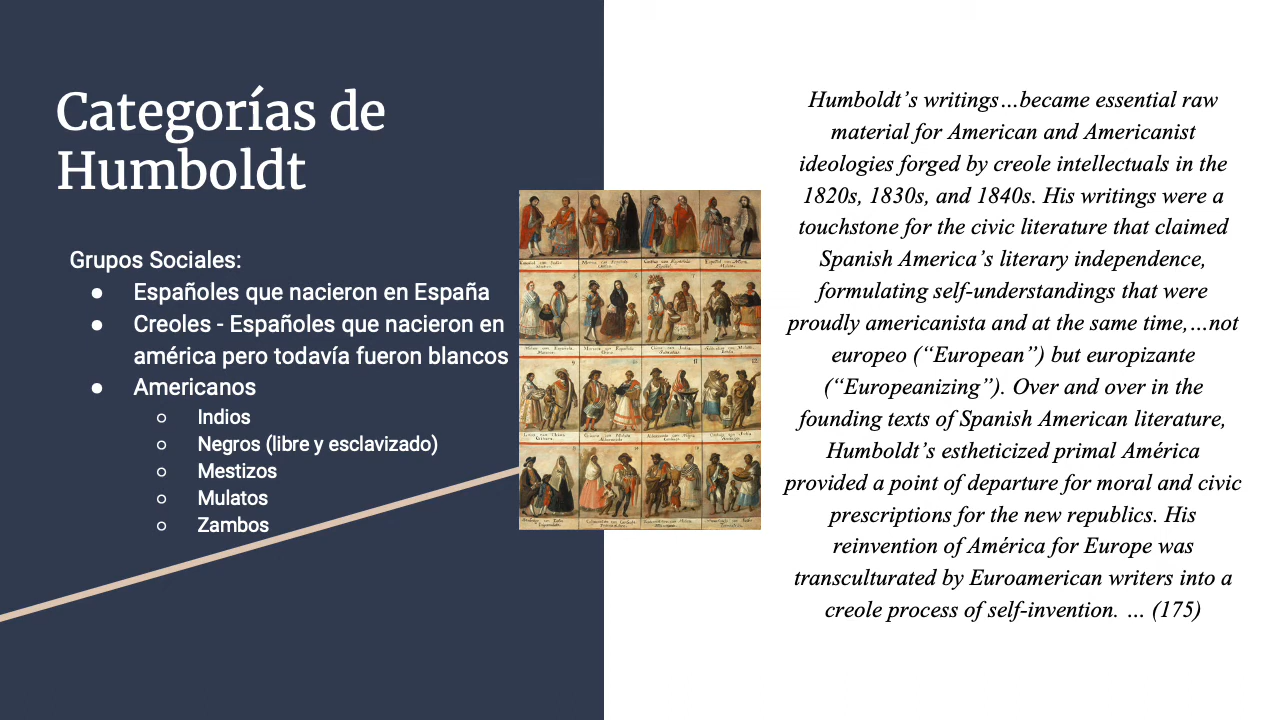 Categorías de
Humboldt
Grupos Sociales:
● Españoles que nacieron en España
● Creoles - Españoles que nacieron en
américa pero todavía fueron blancos
● Americanos
○ Indios
○ Negros (libre y esclavizado)
○ Mestizos
○ Mulatos
○ Zambos
Humboldt’s writings…became essential raw
material for American and Americanist
ideologies forged by creole intellectuals in the
1820s, 1830s, and 1840s. His writings were a
touchstone for the civic literature that claimed
Spanish America’s literary independence,
formulating self-understandings that were
proudly americanista and at the same time,…not
europeo (“European”) but europizante
(“Europeanizing”). Over and over in the
founding texts of Spanish American literature,
Humboldt’s estheticized primal América
provided a point of departure for moral and civic
prescriptions for the new republics. His
reinvention of América for Europe was
transculturated by Euroamerican writers into a
creole process of self-invention. … (175)